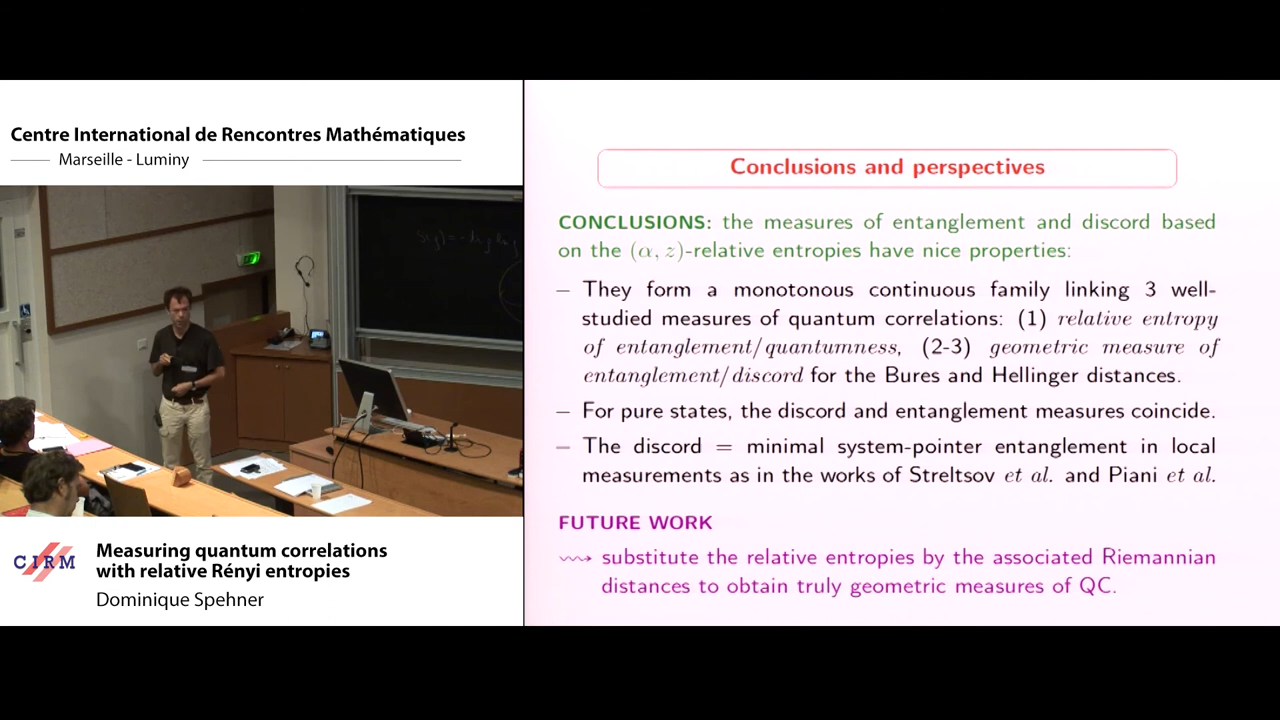 Centre International de Rencontres Mathématiques
Marseille - Luminy
CIRM
Measuring quantum correlations
with relative Rényi entropies
Dominique Spehner
Conclusions and perspectives
CONCLUSIONS: the measures of entanglement and discord based
on the (α, z)-relative entropies have nice properties:
– They form a monotonous continuous family linking 3 well-
studied measures of quantum correlations: (1) relative entropy
of entanglement/quantumness, (2-3) geometric measure of
entanglement/discord for the Bures and Hellinger distances.
– For pure states, the discord and entanglement measures coincide.
– The discord = minimal system-pointer entanglement in local
measurements as in the works of Streltsov et al. and Piani et al.
FUTURE WORK
⇝ substitute the relative entropies by the associated Riemannian
distances to obtain truly geometric measures of QC.